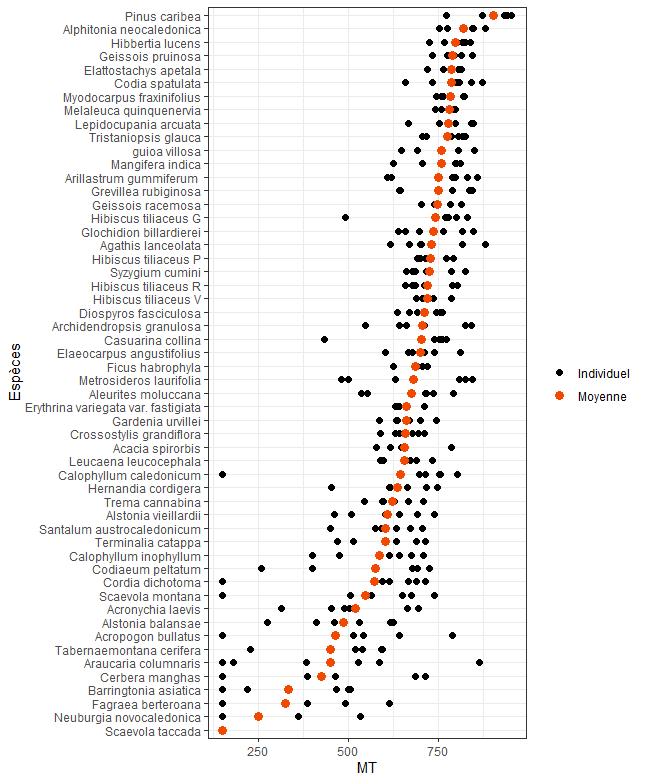 Pinus caribea
Alphitonia neocaledonica
Hibbertia lucens
Geissois pruinosa
Elattostachys apetala
Codia spatulata
Myodocarpus fraxinifolius
Melaleuca quinquenervia
Lepidocupania arcuata
Tristaniopsis glauca
guioa villosa
Mangifera indica
Arillastrum gummiferum
Grevillea rubiginosa
Geissois racemosa
Hibiscus tiliaceus G
Glochidion billardierei
Agathis lanceolata
Hibiscus tiliaceus P
Syzygium cumini
Hibiscus tiliaceus R
Hibiscus tiliaceus V
Diospyros fasciculosa
Archidendropsis granulosa
Casuarina collina
Elaeocarpus angustifolius
Ficus habrophyla
Metrosideros laurifolia
Aleurites moluccana
Erythrina variegata var. fastigiata
Gardenia urvillei
Crossostylis grandiflora
Acacia spirorbis
Leucaena leucocephala
Calophyllum caledonicum
Hernandia cordigera
Trema cannabina
Alstonia vieillardii
Santalum austrocaledonicum
Terminalia catappa
Calophyllum inophyllum
Codiaeum peltatum
Cordia dichotoma
Scaevola montana
Acronychia laevis
Alstonia balansae
Acropogon bullatus
Tabernaemontana cerifera
Araucaria columnaris
Cerbera manghas
Barringtonia asiatica
Fagraea berteroana
Neuburgia novocaledonica
Scaevola taccada
Espèces
250 500 750
MT
Individuel
Moyenne